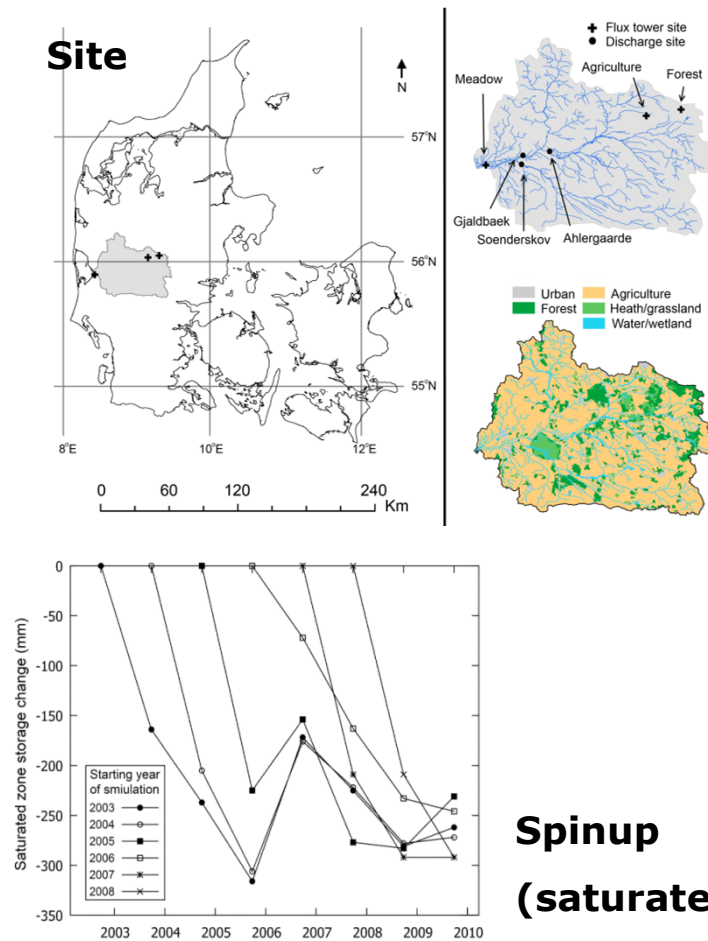 Site
N
57°N
56°N
55°N
8°E
10°E
12°E
0 60 120 240
Km
Flux tower site
Discharge site
Agriculture
Forest
Meadow
Gjaldbaek
Soenderskov
Ahlergaarde
Urban
Agriculture
Forest
Heath/grassland
Water/wetland
Saturated zone storage change (mm)
0
-50
-100
-150
-200
-250
-300
-350
Starting year
of smiulation
2003
2004
2005
2006
2007
2008
2003 2004 2005 2006 2007 2008 2009 2010
Spinup
(saturate